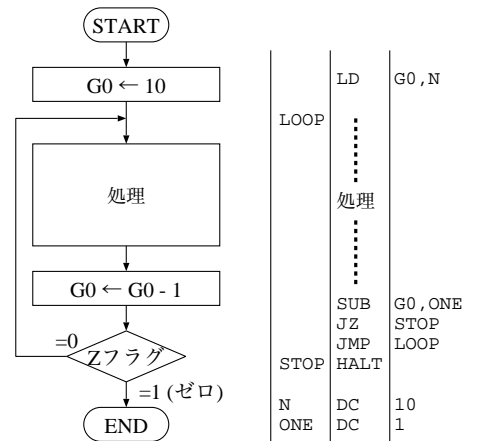 START
G0 ← 10
処理
G0 ← G0 - 1
=0
Zフラグ
=1 (ゼロ)
END
LD G0,N
LOOP
処理
SUB G0,ONE
JZ STOP
JMP LOOP
STOP HALT
N DC 10
ONE DC 1